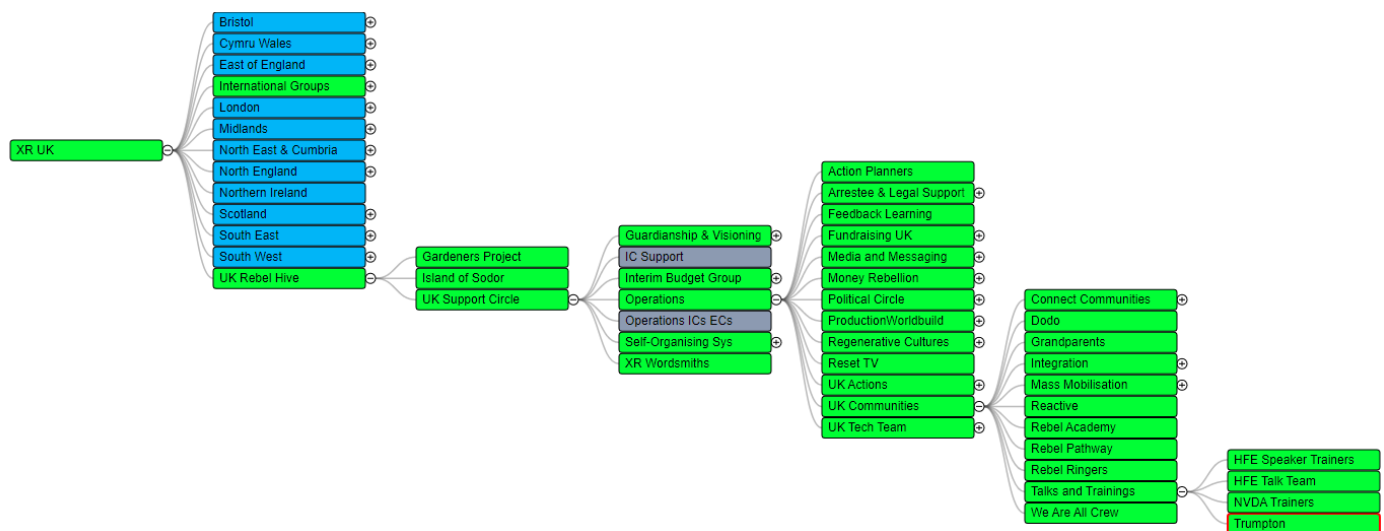 XR UK
Bristol
Cymru Wales
East of England
International Groups
London
Midlands
North East & Cumbria
North England
Northern Ireland
Scotland
South East
South West
UK Rebel Hive
Gardeners Project
Island of Sodor
UK Support Circle
Guardianship & Visioning
IC Support
Interim Budget Group
Operations
Operations ICs ECs
Self-Organising Sys
XR Wordsmiths
Action Planners
Arrestee & Legal Support
Feedback Learning
Fundraising UK
Media and Messaging
Money Rebellion
Political Circle
ProductionWorldbuild
Regenerative Cultures
Reset TV
UK Actions
UK Communities
UK Tech Team
Connect Communities
Dodo
Grandparents
Integration
Mass Mobilisation
Reactive
Rebel Academy
Rebel Pathway
Rebel Ringers
Talks and Trainings
We Are All Crew
HFE Speaker Trainers
HFE Talk Team
NVDA Trainers
Trumpton